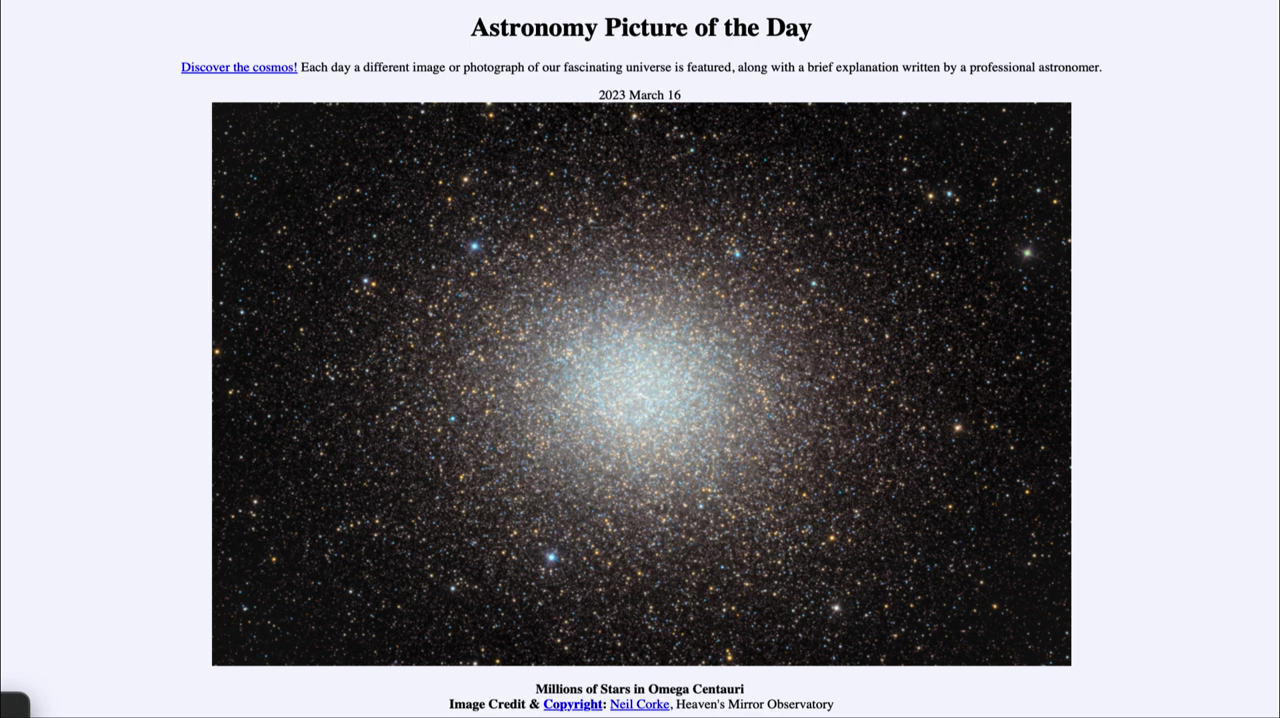 Astronomy Picture of the Day
Discover the cosmos! Each day a different image or photograph of our fascinating universe is featured, along with a brief explanation written by a professional astronomer.
2023 March 16
Millions of Stars in Omega Centauri
Image Credit & Copyright: Neil Corke, Heaven's Mirror Observatory